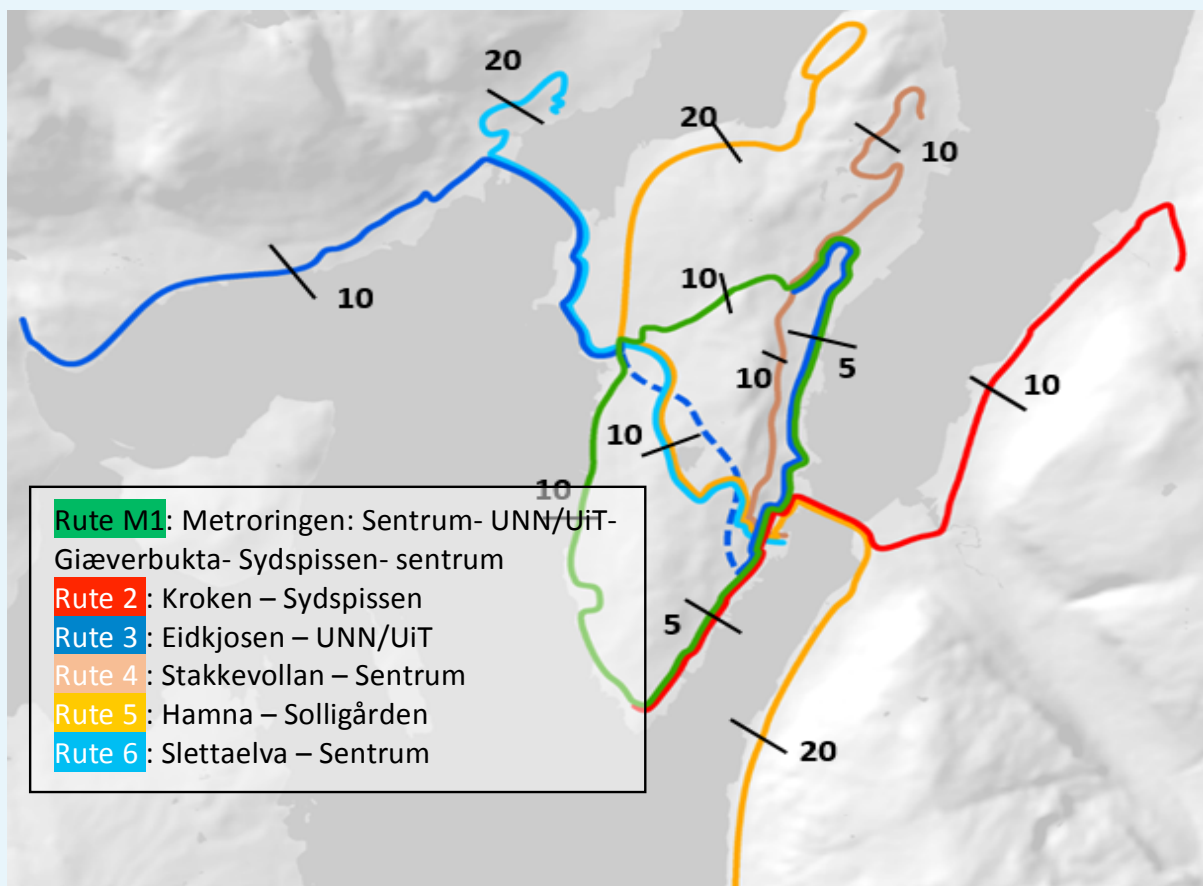 20
20
10
10
10
5
10
10
10
10
5
20
Rute M1: Metroringen: Sentrum- UNN/UiT-
Giæverbukta- Sydspissen- sentrum
Rute 2 : Kroken – Sydspissen
Rute 3 : Eidkjosen – UNN/UiT
Rute 4 : Stakkevollan – Sentrum
Rute 5 : Hamna – Solligården
Rute 6 : Slettaelva – Sentrum